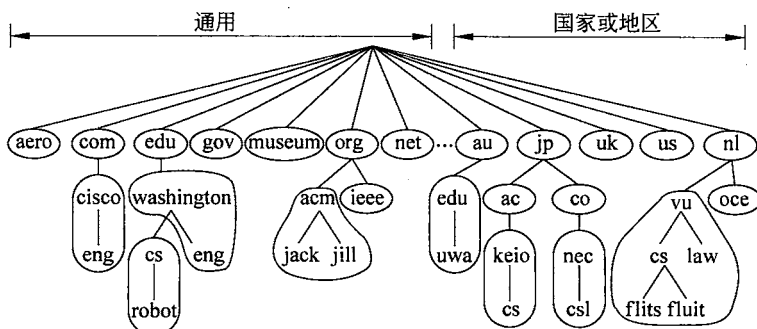 通用 国家或地区
aero com edu gov museum org net ... au jp uk us nl
cisco washington acm ieee edu ac co vu oce
eng cs eng jack jill uwa keio nec cs law
robot cs csl flits fluit